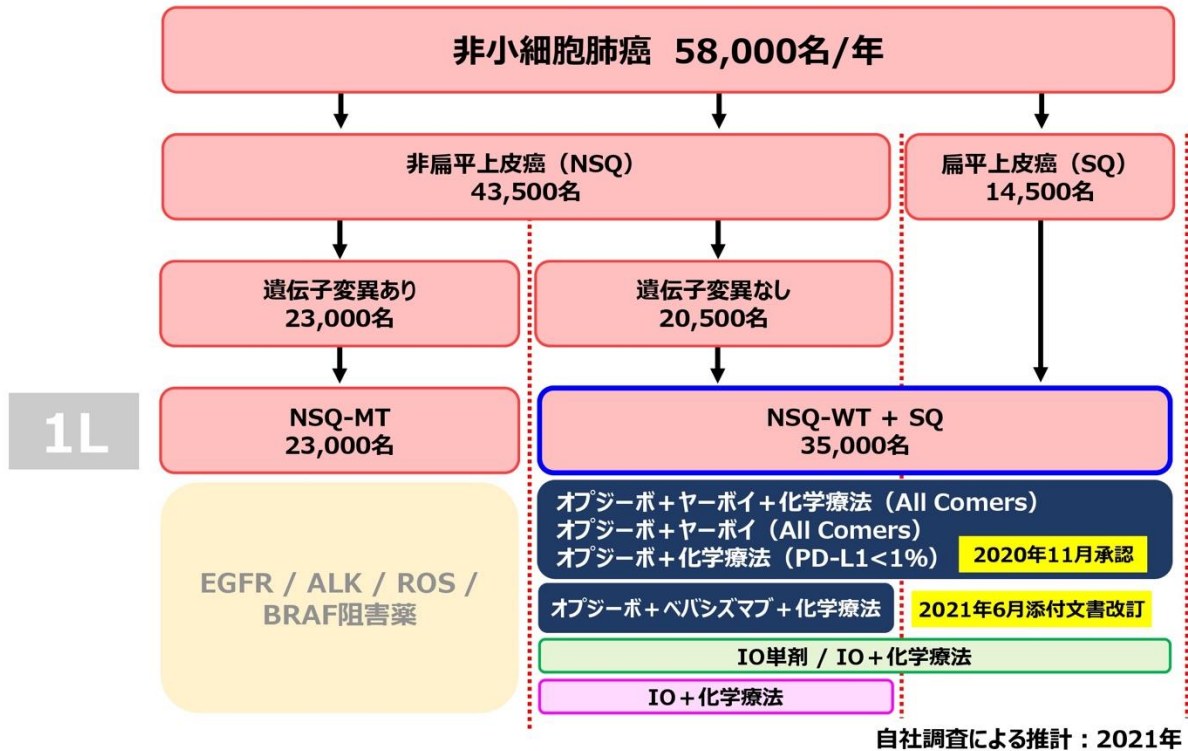 非小細胞肺癌 58,000名/年
非扁平上皮癌（NSQ）
43,500名
扁平上皮癌（SQ）
14,500名
遺伝子変異あり
23,000名
遺伝子変異なし
20,500名
1L
NSQ-MT
23,000名
NSQ-WT + SQ
35,000名
EGFR / ALK / ROS /
BRAF阻害薬
オプジーボ＋ヤーボイ＋化学療法（All Comers）
オプジーボ＋ヤーボイ（All Comers）
オプジーボ＋化学療法（PD-L1<1%）
2020年11月承認
オプジーボ＋ベバシズマブ＋化学療法
2021年6月添付文書改訂
IO単剤 / IO＋化学療法
IO＋化学療法
自社調査による推計：2021年